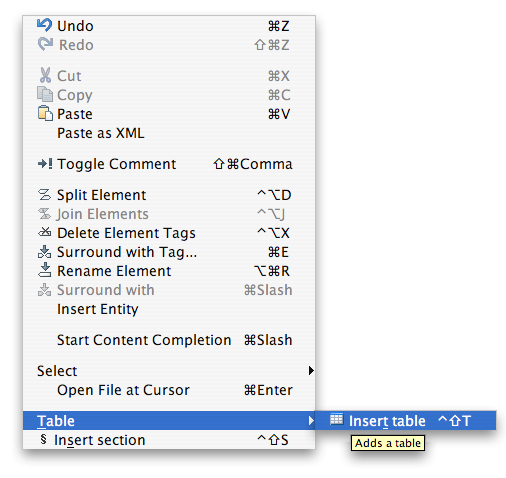 Undo ⌘Z
Redo ⇧⌘Z
Cut ⌘X
Copy ⌘C
Paste ⌘V
Paste as XML
Toggle Comment ⇧⌘Comma
Split Element ^⌥D
Join Elements ^⌥J
Delete Element Tags ^⌥X
Surround with Tag... ⌘E
Rename Element ⌥⌘R
Surround with ⌘Slash
Insert Entity
Start Content Completion ⌘Slash
Select
Open File at Cursor ⌘Enter
Table
Insert table ^⇧T
§ Insert section ^⇧S
Adds a table